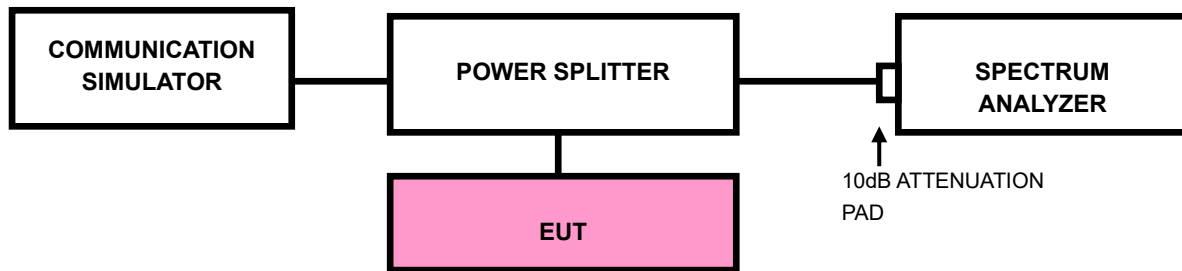 COMMUNICATION
SIMULATOR
POWER SPLITTER
SPECTRUM
ANALYZER
10dB ATTENUATION
PAD
EUT